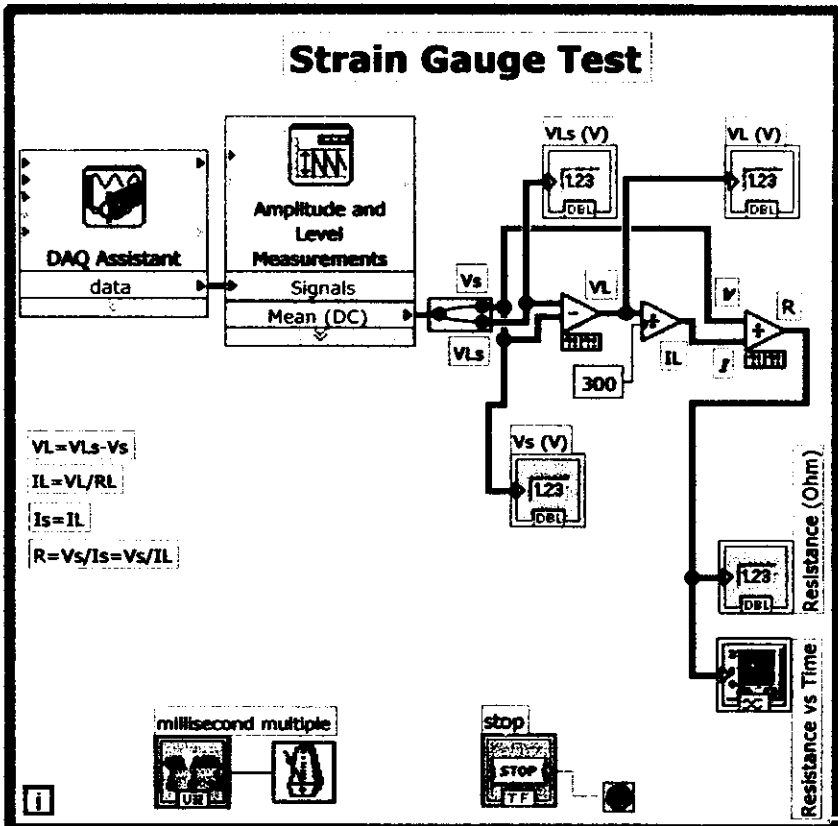 Strain Gauge Test
DAQ Assistant
data
Amplitude and
Level
Measurements
Signals
Mean (DC)
Vs
VLs
VLs (V)
1.23
DBL
VL (V)
1.23
DBL
VL
-
÷
300
IL
V
I
÷
R
Vs (V)
1.23
DBL
VL=VLs-Vs
IL=VL/RL
Is=IL
R=Vs/Is=Vs/IL
Resistance (Ohm)
1.23
DBL
Resistance vs Time
millisecond multiple
stop
STOP
TF
i